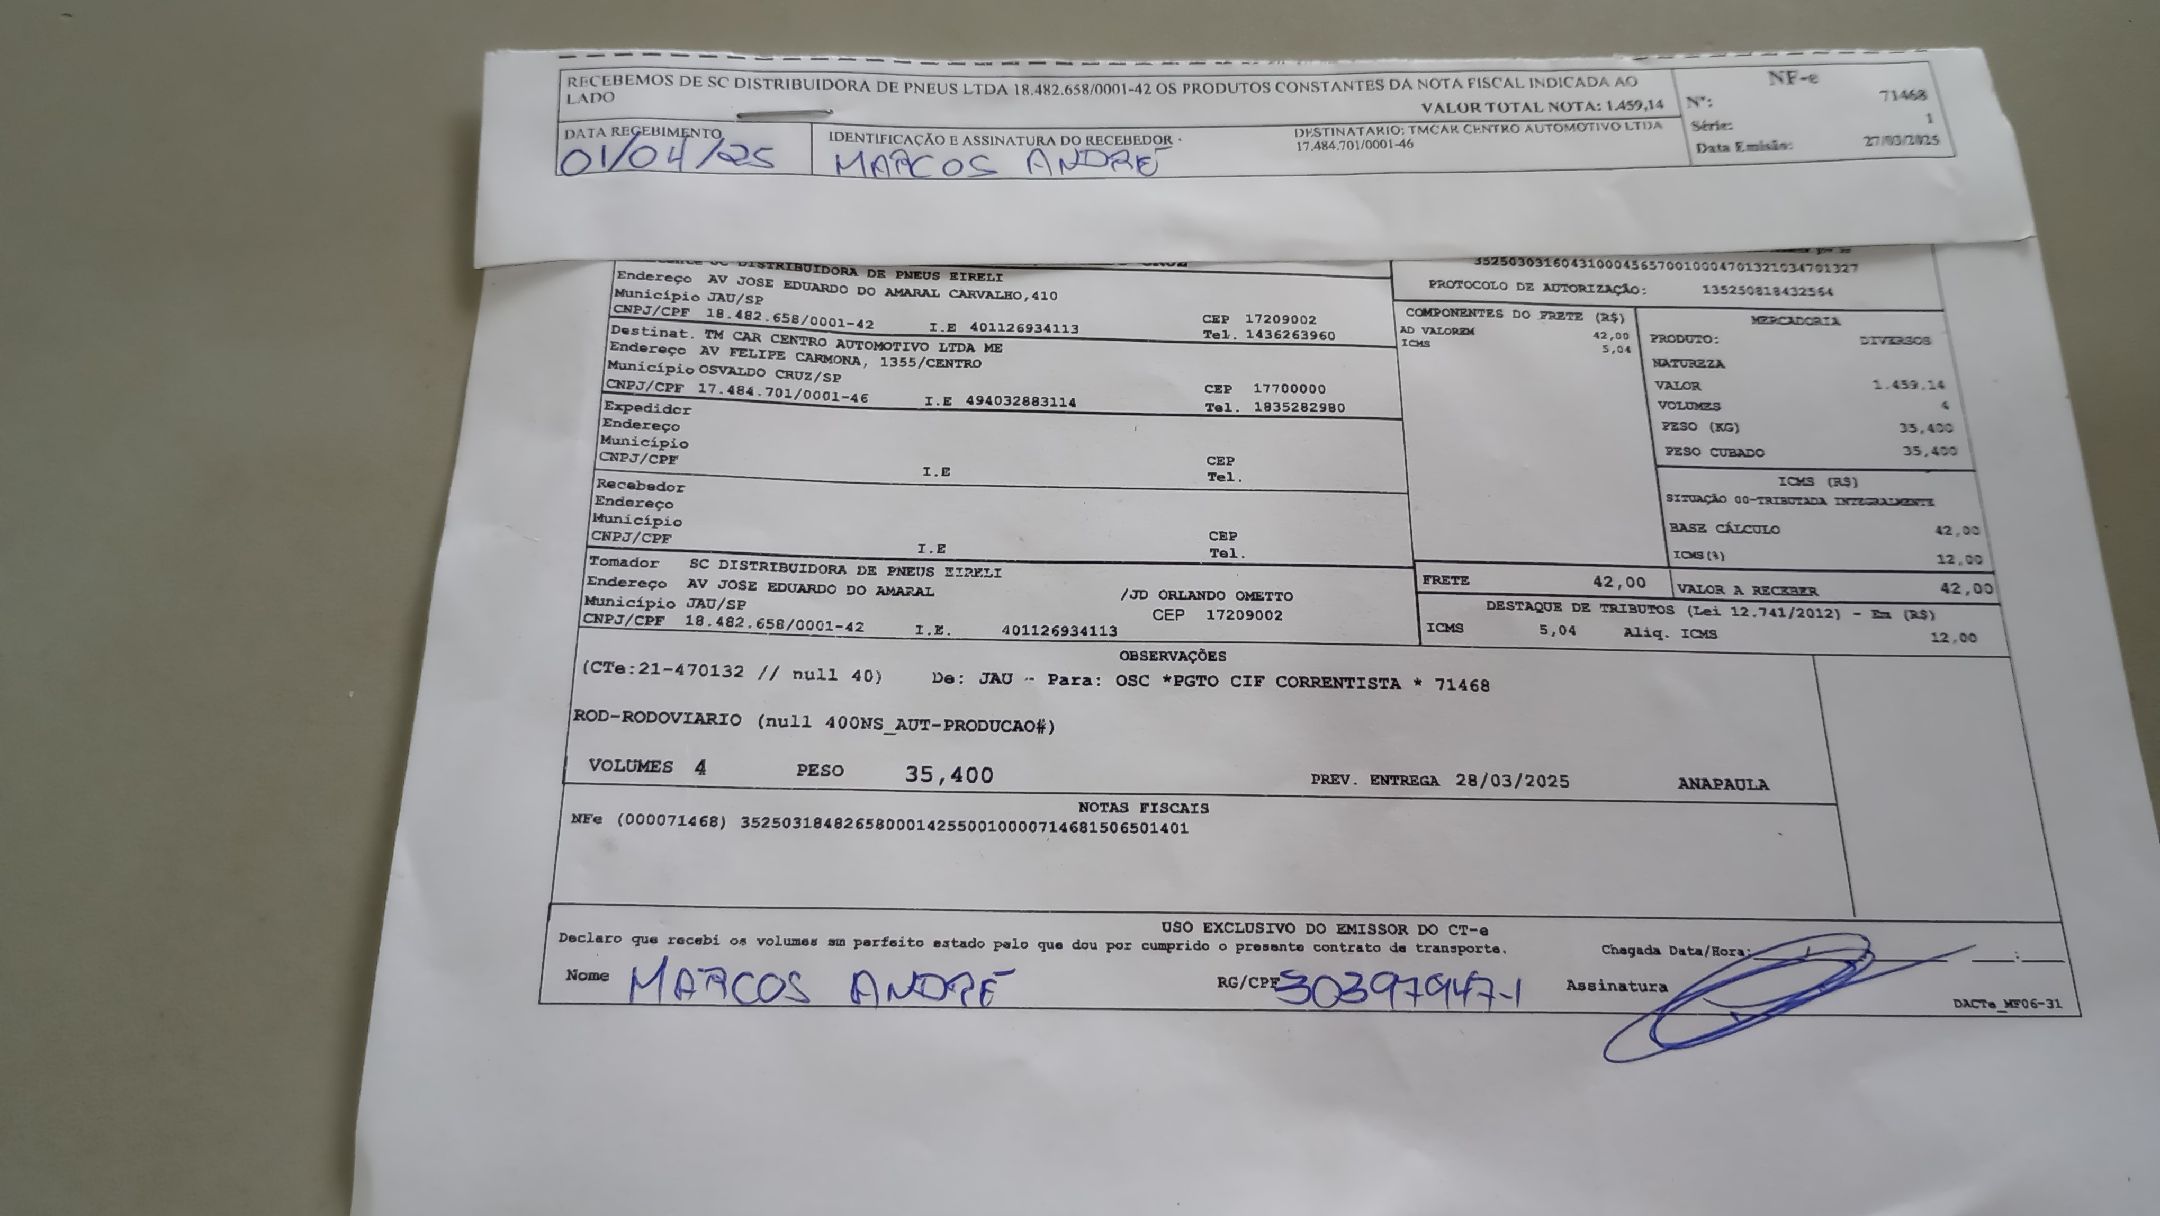 RECEBEMOS DE SC DISTRIBUIDORA DE PNEUS LTDA 18.482.658/0001-42 OS PRODUTOS CONSTANTES DA NOTA FISCAL INDICADA AO
LADO
VALOR TOTAL NOTA: 1.459,14
NF-e
Nº: 71468
Série: 1
Data Emissão: 27/03/2025
DATA RECEBIMENTO
01/04/25
IDENTIFICAÇÃO E ASSINATURA DO RECEBEDOR -
MARCOS ANDRÉ
DESTINATARIO: TMCAR CENTRO AUTOMOTIVO LTDA
17.484.701/0001-46
SC DISTRIBUIDORA DE PNEUS EIRELI
Endereço AV JOSE EDUARDO DO AMARAL CARVALHO,410
Município JAU/SP CEP 17209002
CNPJ/CPF 18.482.658/0001-42 I.E 401126934113 Tel. 1436263960
Destinat. TM CAR CENTRO AUTOMOTIVO LTDA ME
Endereço AV FELIPE CARMONA, 1355/CENTRO
Município OSVALDO CRUZ/SP CEP 17700000
CNPJ/CPF 17.484.701/0001-46 I.E 494032883114 Tel. 1835282980
Expedidor
Endereço
Município CEP
CNPJ/CPF I.E Tel.
Recebedor
Endereço
Município CEP
CNPJ/CPF I.E Tel.
Tomador SC DISTRIBUIDORA DE PNEUS EIRELI
Endereço AV JOSE EDUARDO DO AMARAL /JD ORLANDO OMETTO
Município JAU/SP CEP 17209002
CNPJ/CPF 18.482.658/0001-42 I.E. 401126934113
35250303160431000456570010004701321034701327
PROTOCOLO DE AUTORIZAÇÃO: 135250818432564
COMPONENTES DO FRETE (R$)
AD VALOREM 42,00
ICMS 5,04
MERCADORIA
PRODUTO: DIVERSOS
NATUREZA
VALOR 1.459,14
VOLUMES 4
PESO (KG) 35,400
PESO CUBADO 35,400
ICMS (R$)
SITUAÇÃO 00-TRIBUTADA INTEGRALMENTE
BASE CÁLCULO 42,00
ICMS(%) 12,00
FRETE 42,00 VALOR A RECEBER 42,00
DESTAQUE DE TRIBUTOS (Lei 12.741/2012) - Em (R$)
ICMS 5,04 Aliq. ICMS 12,00
OBSERVAÇÕES
(CTe:21-470132 // null 40) De: JAU - Para: OSC *PGTO CIF CORRENTISTA * 71468
ROD-RODOVIARIO (null 400NS_AUT-PRODUCAO#)
VOLUMES 4 PESO 35,400 PREV. ENTREGA 28/03/2025 ANAPAULA
NOTAS FISCAIS
NFe (000071468) 35250318482658000142550010000714681506501401
USO EXCLUSIVO DO EMISSOR DO CT-e
Declaro que recebi os volumes em perfeito estado pelo que dou por cumprido o presente contrato de transporte. Chegada Data/Hora: / :
Nome MARCOS ANDRÉ RG/CPF 30397947-1 Assinatura
DACTe_MF06-31